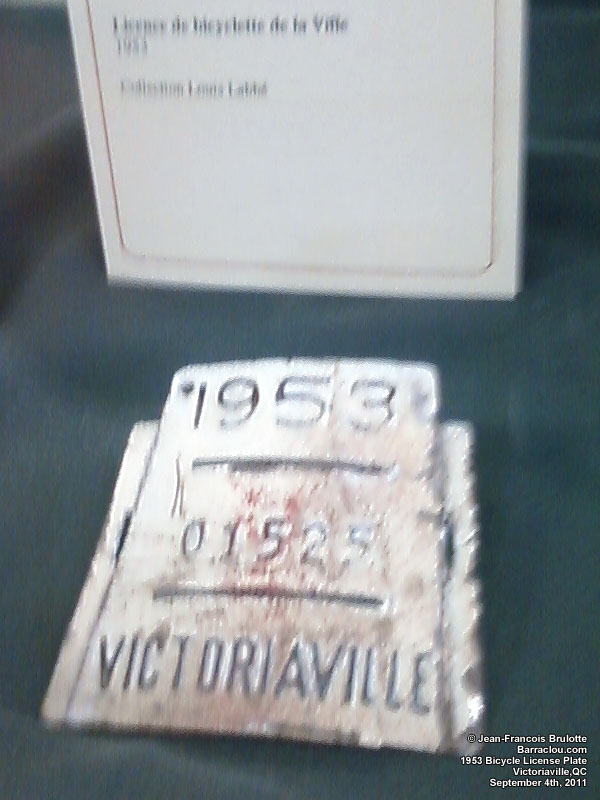 Licence de bicyclette de la Ville
1953
Collection Louis
1953
01525
VICTORIAVILLE
© Jean-Francois Brulotte
Barraclou.com
1953 Bicycle License Plate
Victoriaville,QC
September 4th, 2011